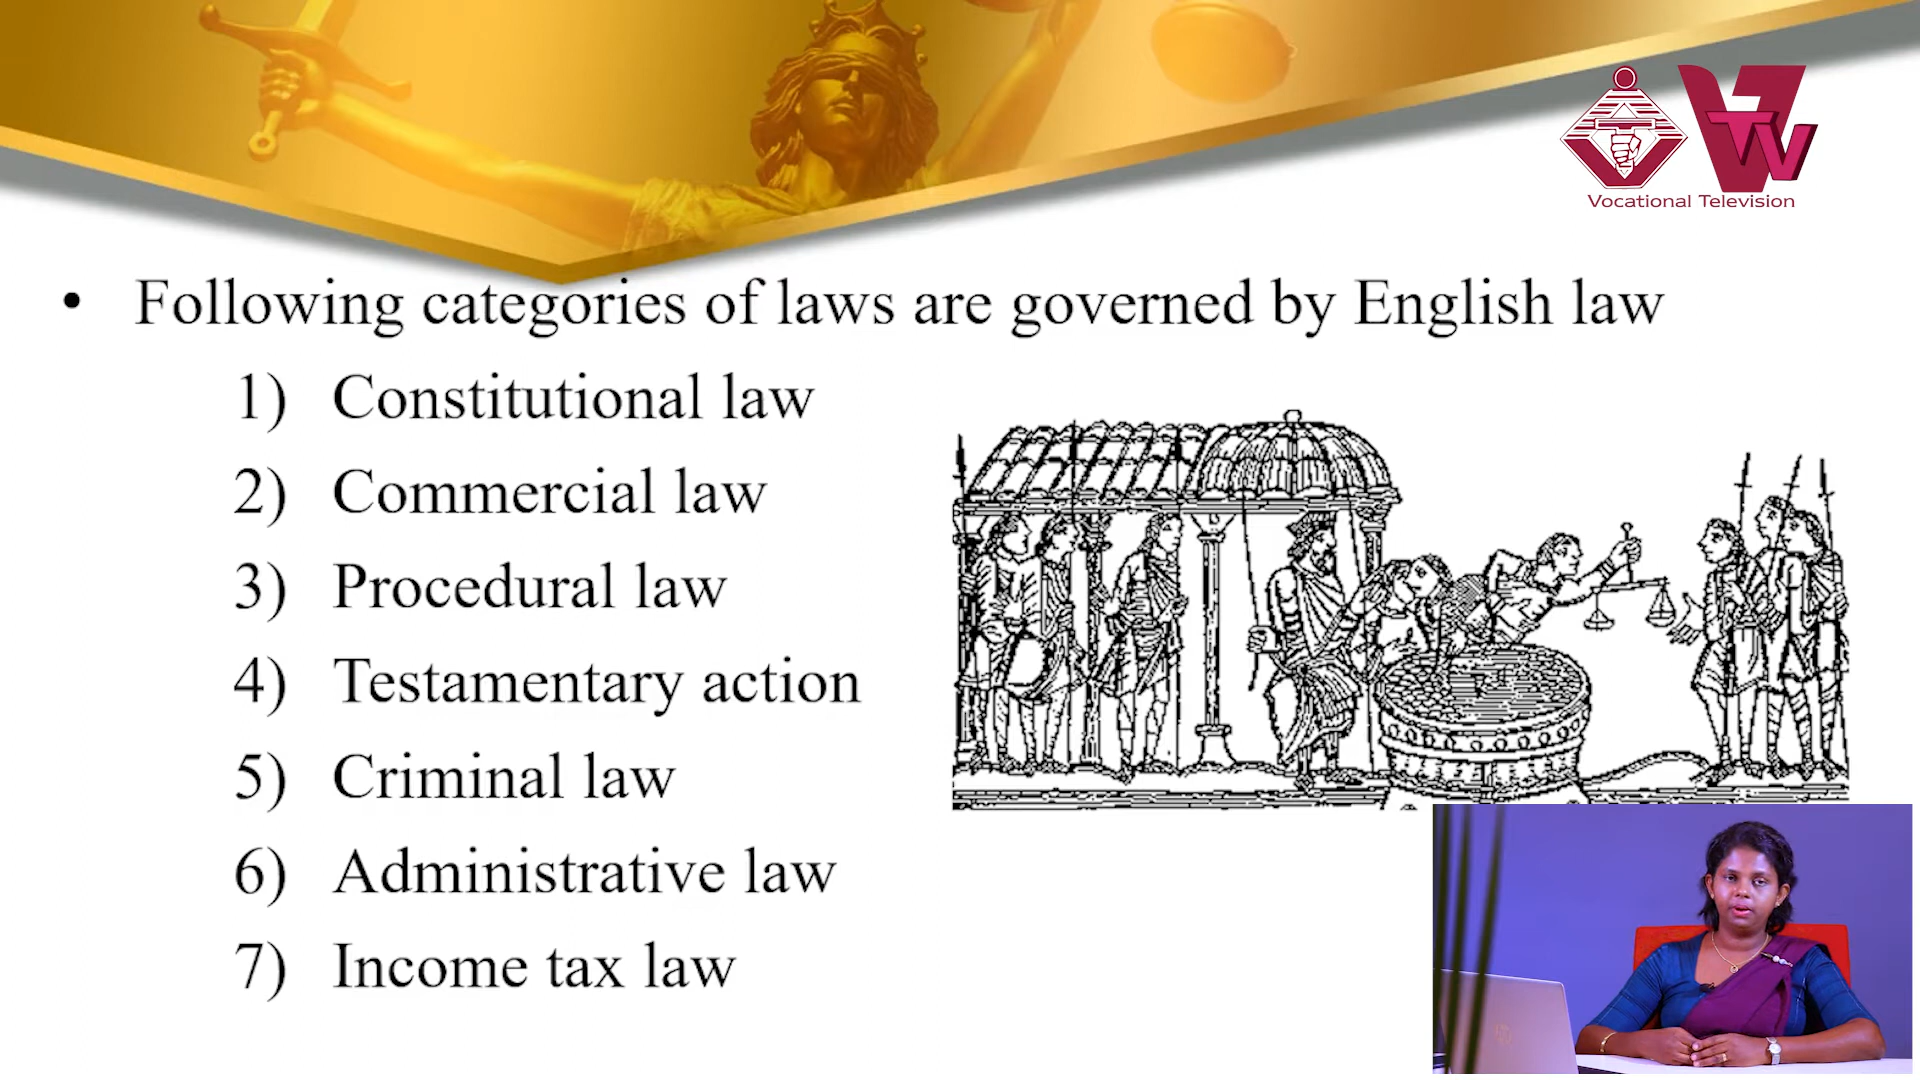 VTV
Vocational Television
• Following categories of laws are governed by English law
1) Constitutional law
2) Commercial law
3) Procedural law
4) Testamentary action
5) Criminal law
6) Administrative law
7) Income tax law